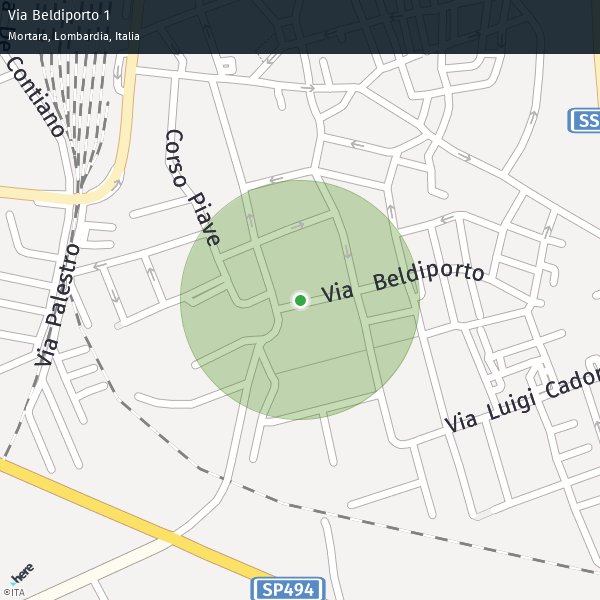 Via Beldiporto 1
Mortara, Lombardia, Italia
Contiano
SS
Corso Piave
Via Palestro
Via Beldiporto
Via Luigi Cador
SP494
here
©ITA